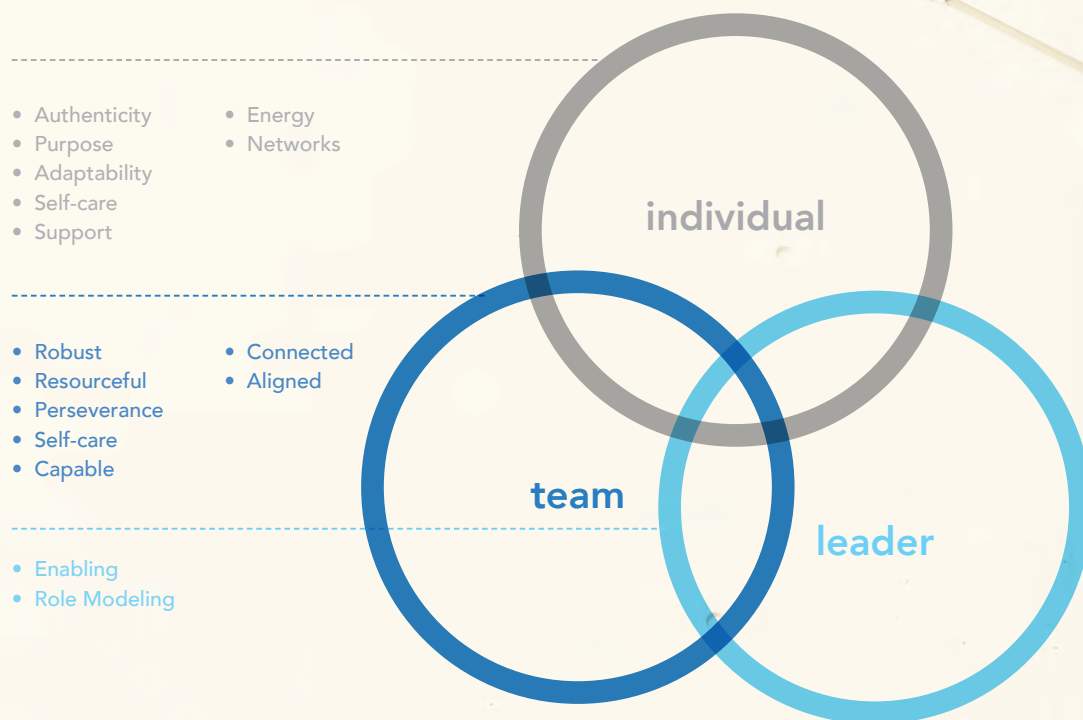 • Authenticity
• Purpose
• Adaptability
• Self-care
• Support
• Energy
• Networks
individual
• Robust
• Resourceful
• Perseverance
• Self-care
• Capable
• Connected
• Aligned
team
leader
• Enabling
• Role Modeling